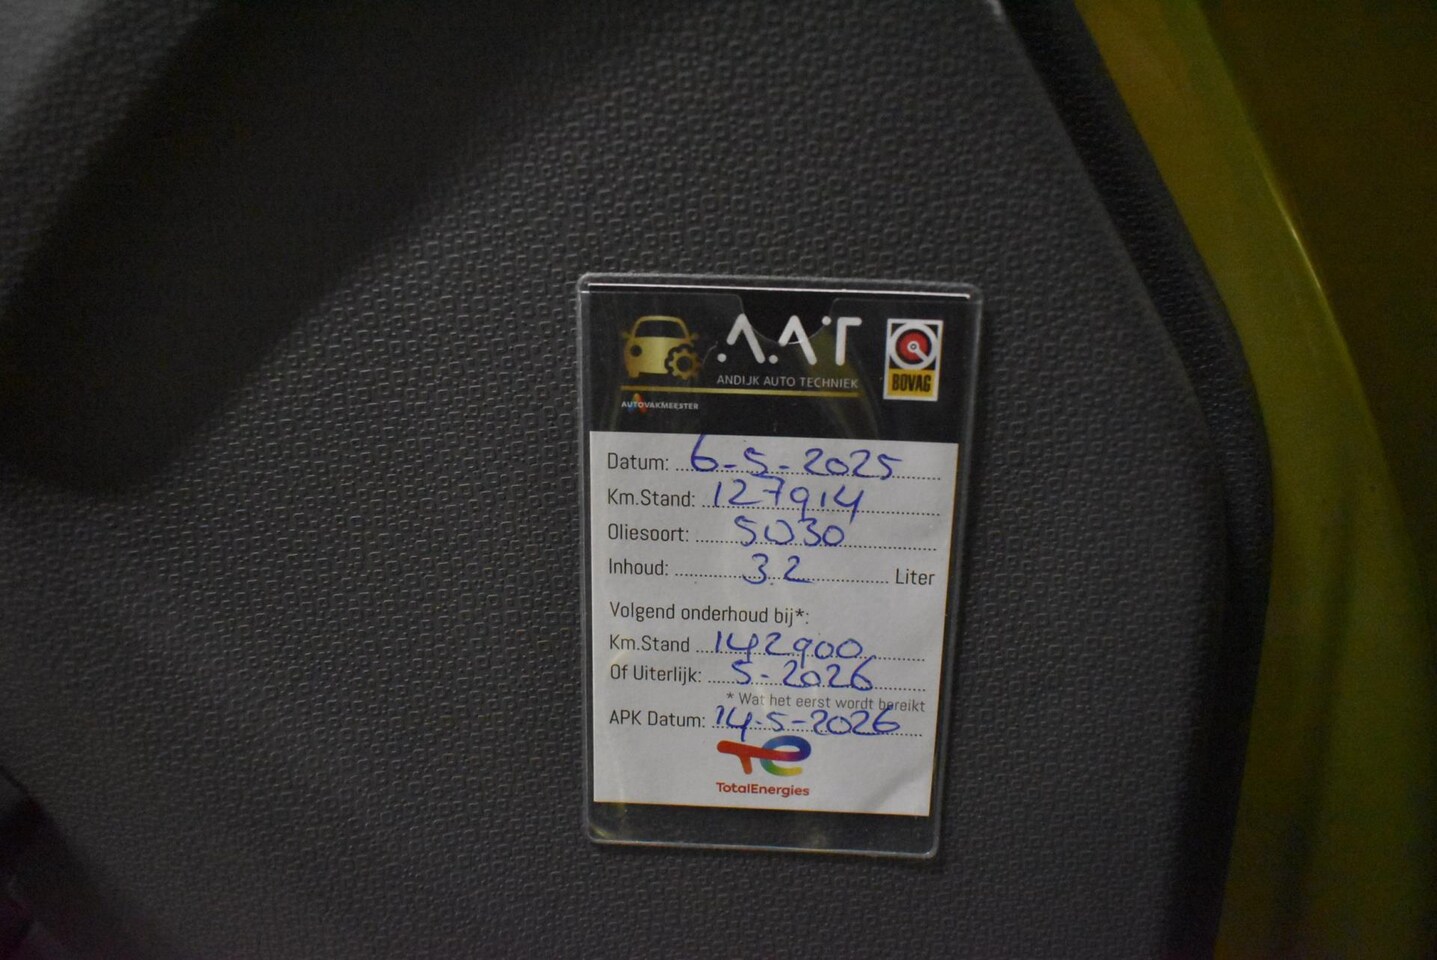 A.A.T
ANDIJK AUTO TECHNIEK
BOVAG
AUTOVAKMEESTER
Datum: 6-5-2025
Km.Stand: 127914
Oliesoort: 5030
Inhoud: 3.2 Liter
Volgend onderhoud bij*:
Km.Stand 142900
Of Uiterlijk: 5-2026
* Wat het eerst wordt bereikt
APK Datum: 14-5-2026
TotalEnergies